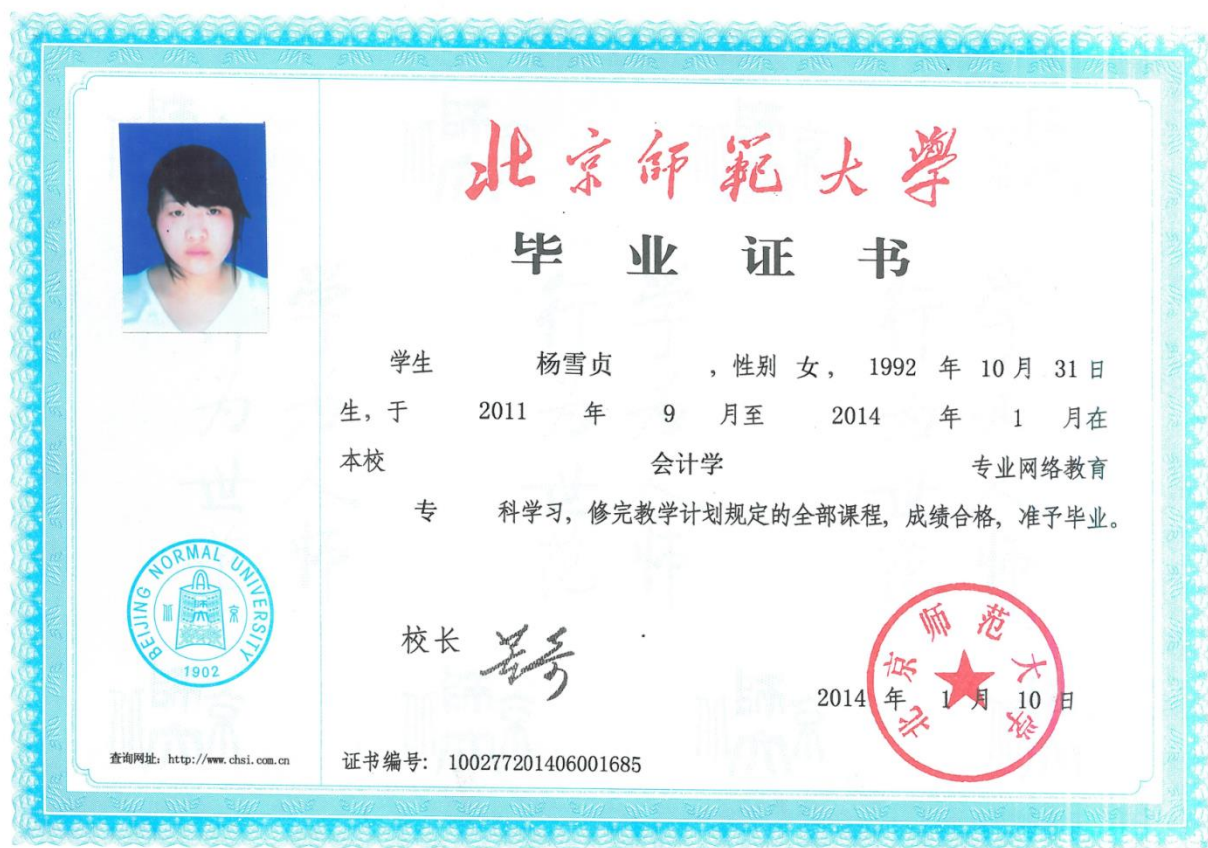 北京師範大學
毕业证书
学生 杨雪贞 ，性别 女， 1992 年 10 月 31 日
生，于 2011 年 9 月至 2014 年 1 月在
本校 会计学 专业网络教育
专 科学习，修完教学计划规定的全部课程，成绩合格，准予毕业。
BEIJING NORMAL UNIVERSITY
1902
校长
北京师范大学
2014 年 1 月 10 日
查询网址：http://www.chsi.com.cn
证书编号：100277201406001685